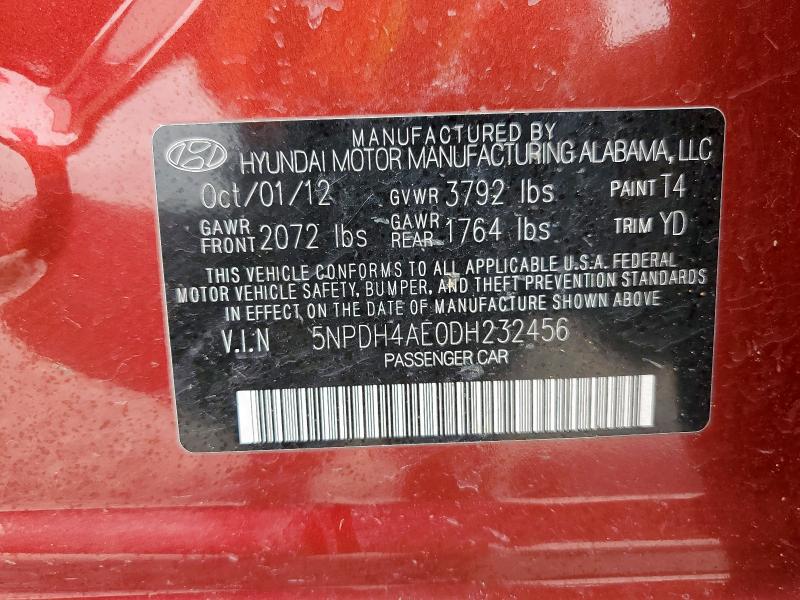 MANUFACTURED BY
HYUNDAI MOTOR MANUFACTURING ALABAMA, LLC
Oct/01/12 GVWR 3792 lbs PAINT T4
GAWR FRONT 2072 lbs GAWR REAR 1764 lbs TRIM YD
THIS VEHICLE CONFORMS TO ALL APPLICABLE U.S.A. FEDERAL
MOTOR VEHICLE SAFETY, BUMPER, AND THEFT PREVENTION STANDARDS
IN EFFECT ON THE DATE OF MANUFACTURE SHOWN ABOVE
V.I.N 5NPDH4AE0DH232456
PASSENGER CAR